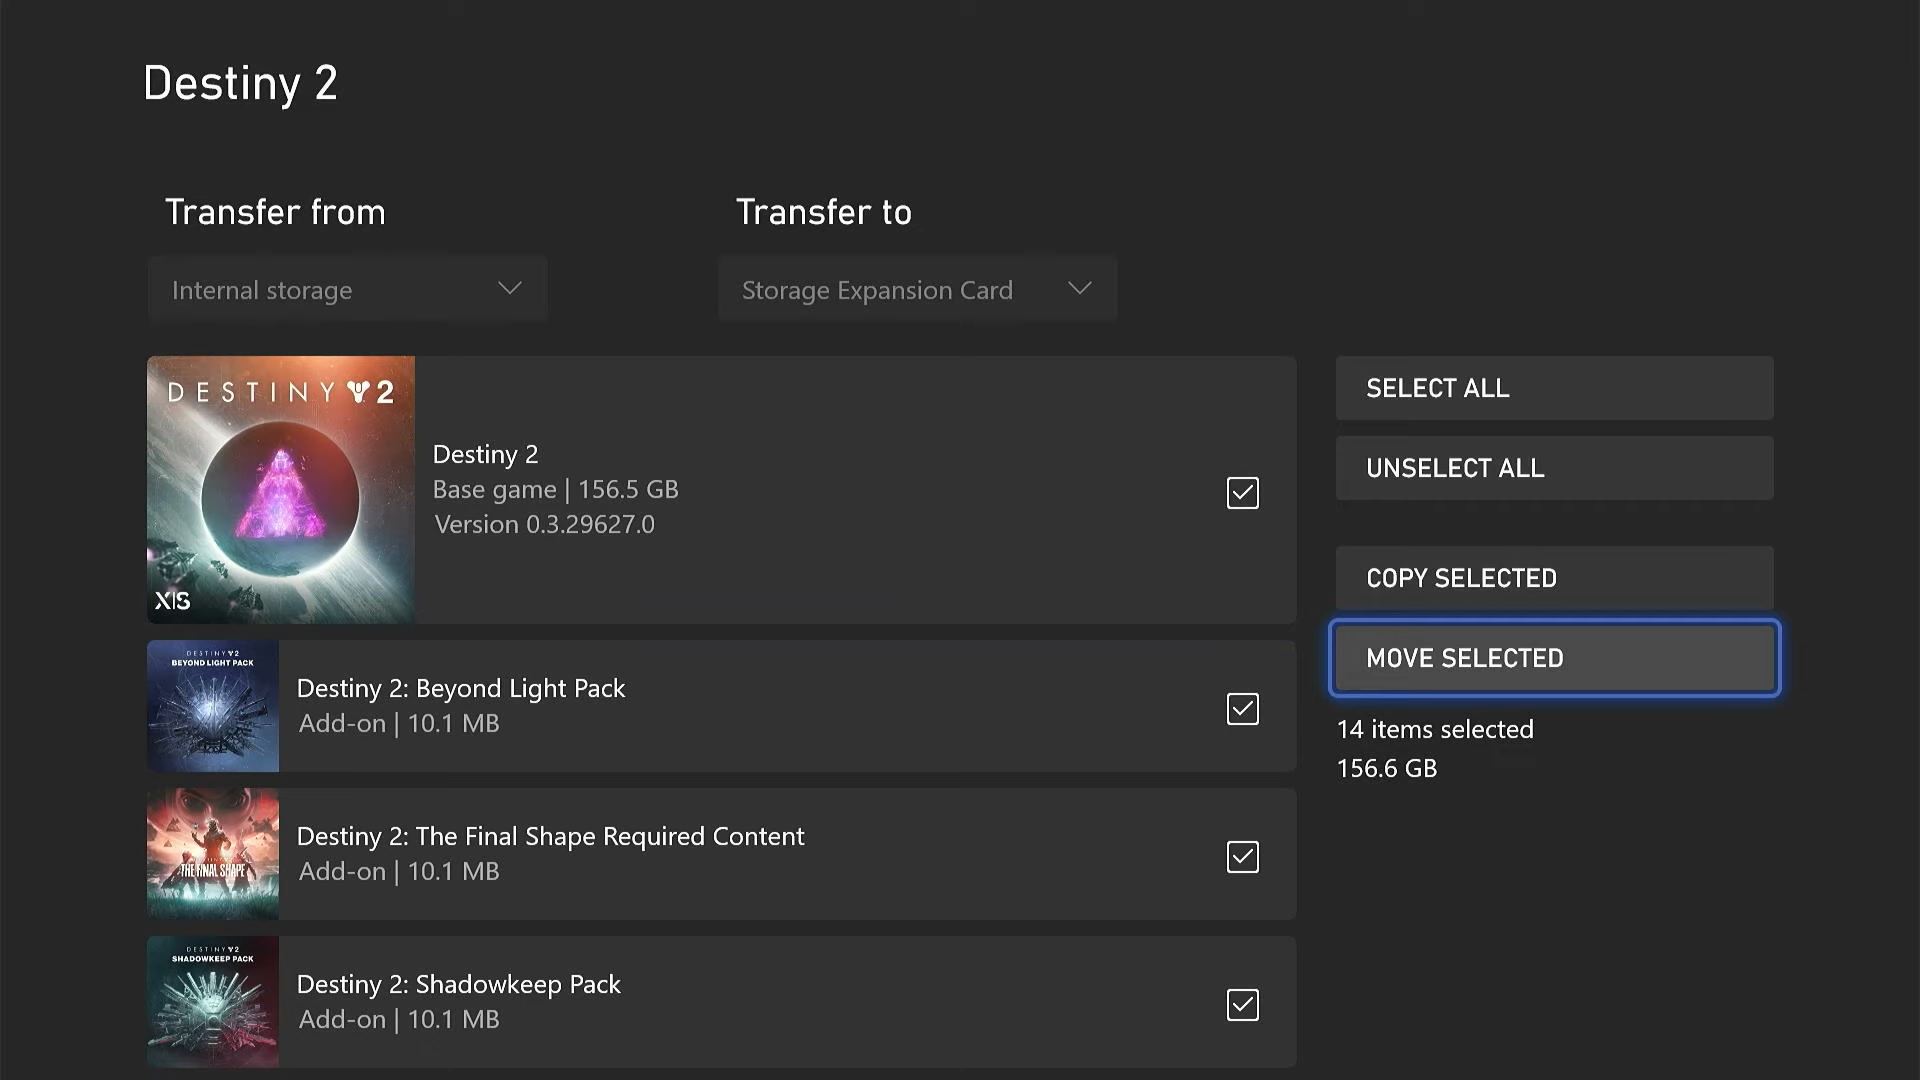 Destiny 2
Transfer from
Transfer to
Internal storage
Storage Expansion Card
DESTINY 2
X|S
Destiny 2
Base game | 156.5 GB
Version 0.3.29627.0
DESTINY 2
BEYOND LIGHT PACK
Destiny 2: Beyond Light Pack
Add-on | 10.1 MB
THE FINAL SHAPE
Destiny 2: The Final Shape Required Content
Add-on | 10.1 MB
DESTINY 2
SHADOWKEEP PACK
Destiny 2: Shadowkeep Pack
Add-on | 10.1 MB
SELECT ALL
UNSELECT ALL
COPY SELECTED
MOVE SELECTED
14 items selected
156.6 GB